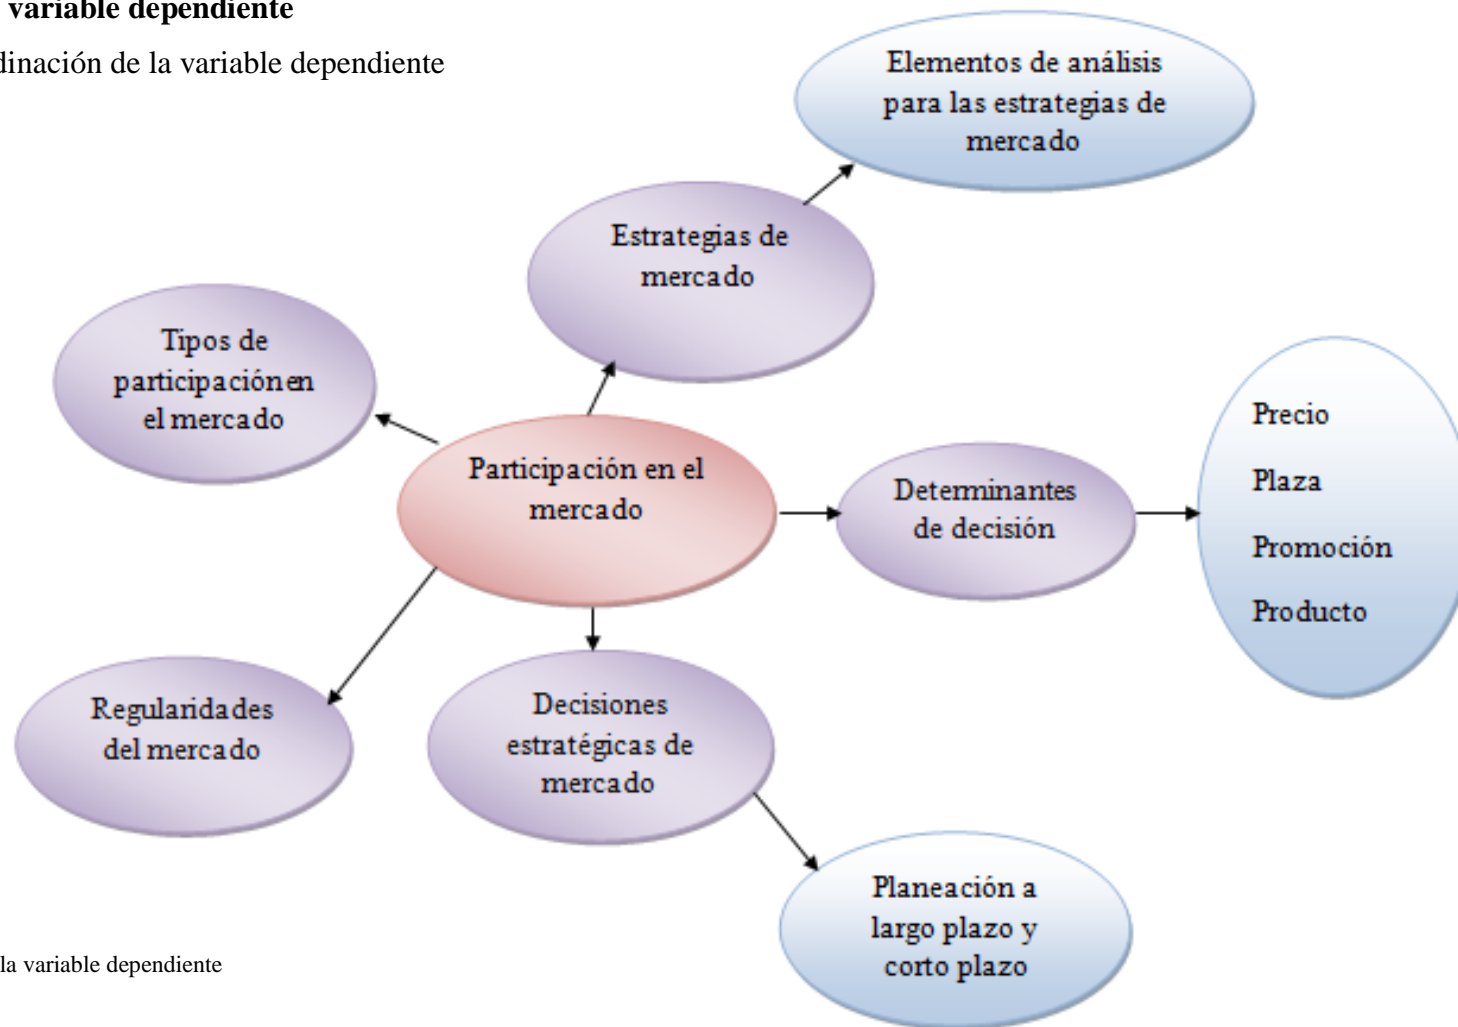 variable dependiente
dinación de la variable dependiente
Elementos de análisis
para las estrategias de
mercado
Estrategias de
mercado
Tipos de
participación en
el mercado
Participación en el
mercado
Determinantes
de decisión
Precio
Plaza
Promoción
Producto
Regularidades
del mercado
Decisiones
estratégicas de
mercado
Planeación a
largo plazo y
corto plazo
la variable dependiente